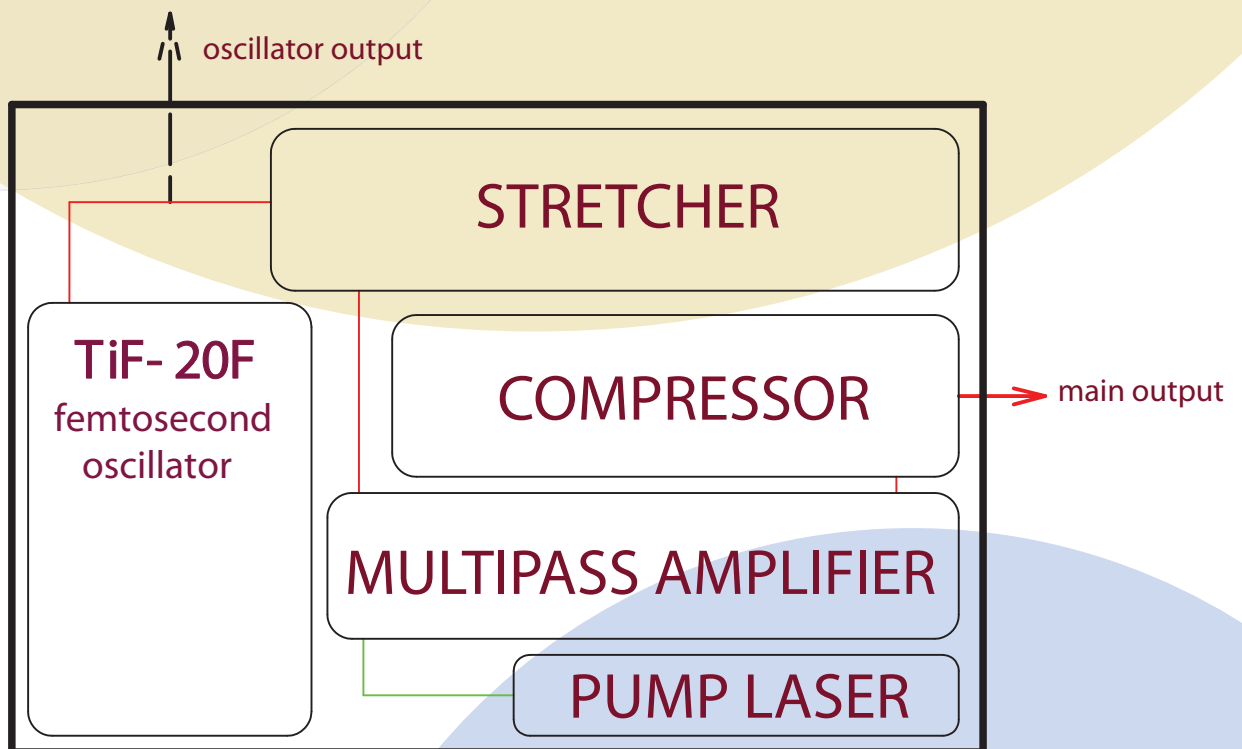 oscillator output
STRETCHER
TiF- 20F
femtosecond
oscillator
COMPRESSOR
main output
MULTIPASS AMPLIFIER
PUMP LASER